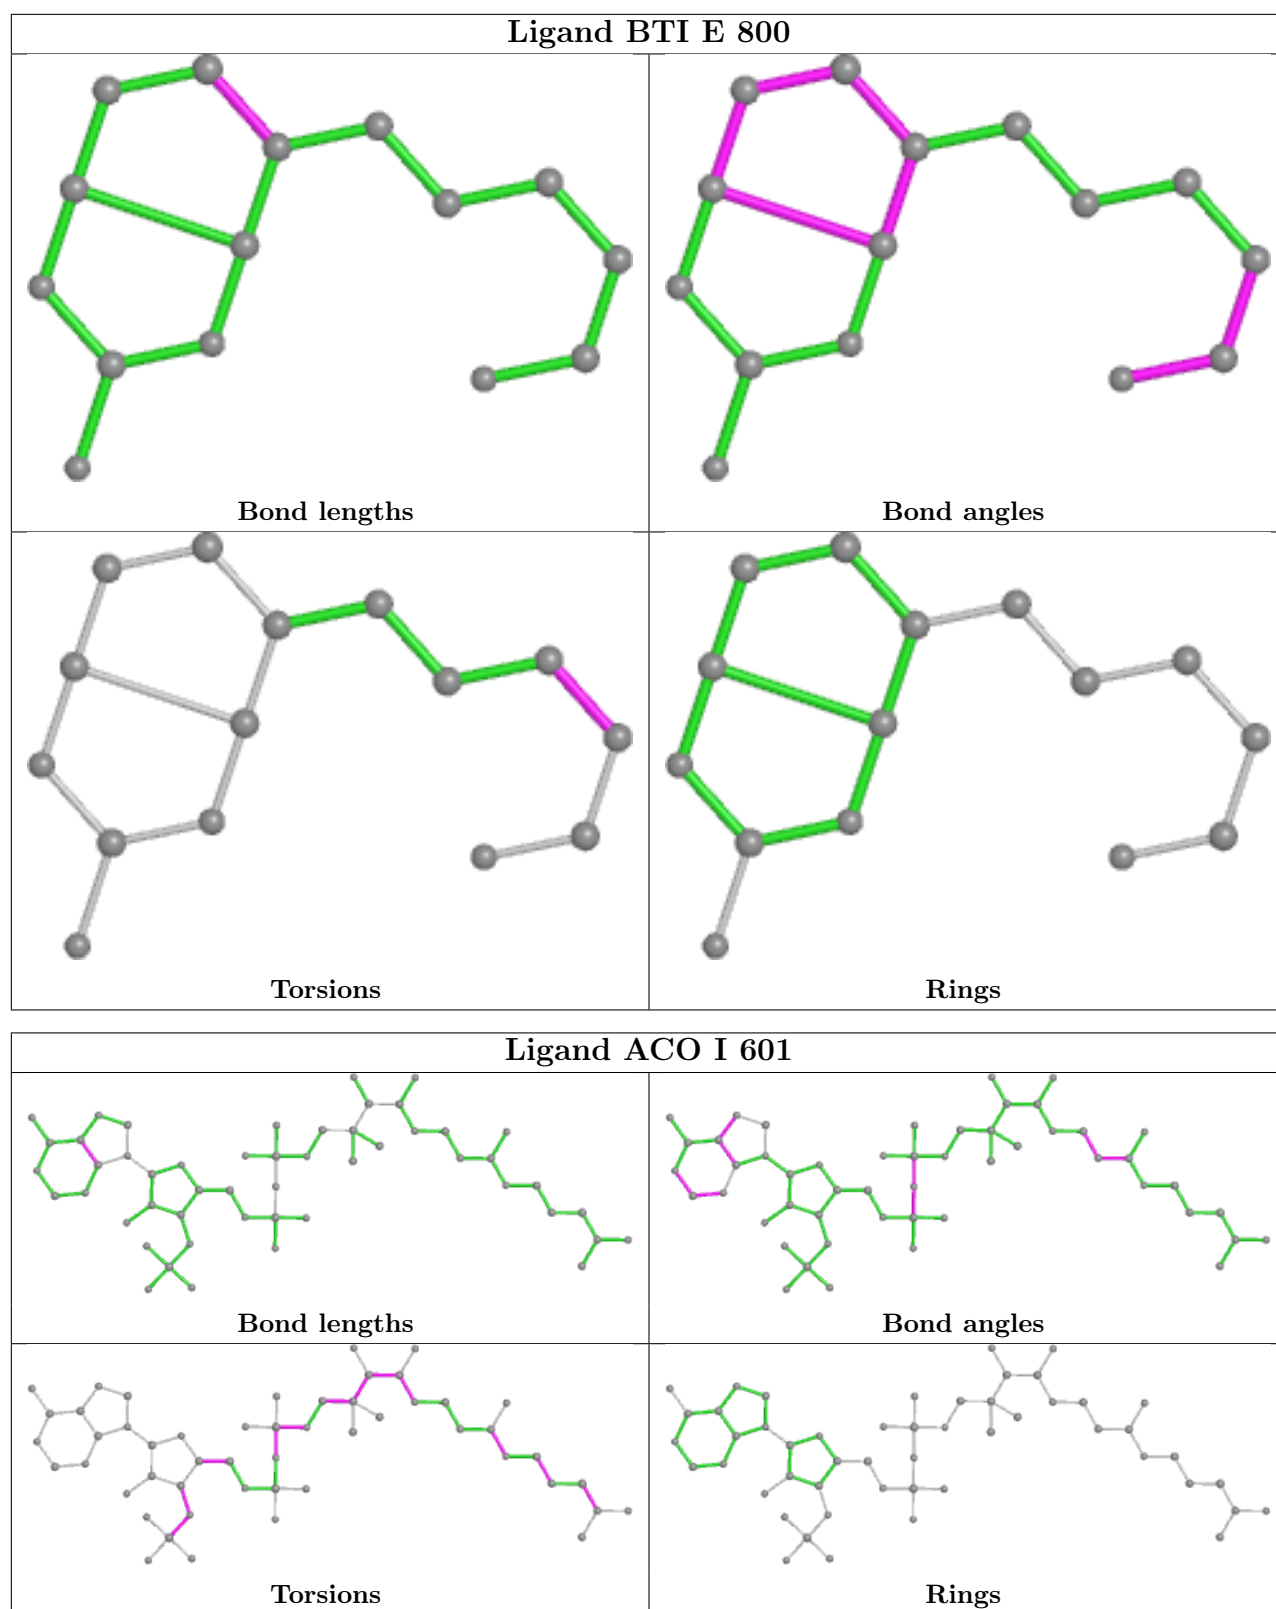 Ligand BTI E 800
Bond lengths
Bond angles
Torsions
Rings
Ligand ACO I 601
Bond lengths
Bond angles
Torsions
Rings